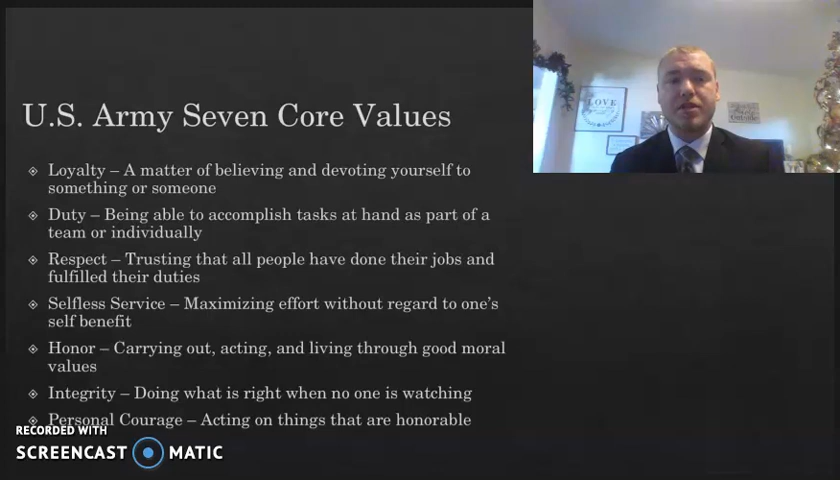 U.S. Army Seven Core Values
Loyalty – A matter of believing and devoting yourself to
something or someone
Duty – Being able to accomplish tasks at hand as part of a
team or individually
Respect – Trusting that all people have done their jobs and
fulfilled their duties
Selfless Service – Maximizing effort without regard to one's
self benefit
Honor – Carrying out, acting, and living through good moral
values
Integrity – Doing what is right when no one is watching
Personal Courage – Acting on things that are honorable
RECORDED WITH
SCREENCAST MATIC
LOVE